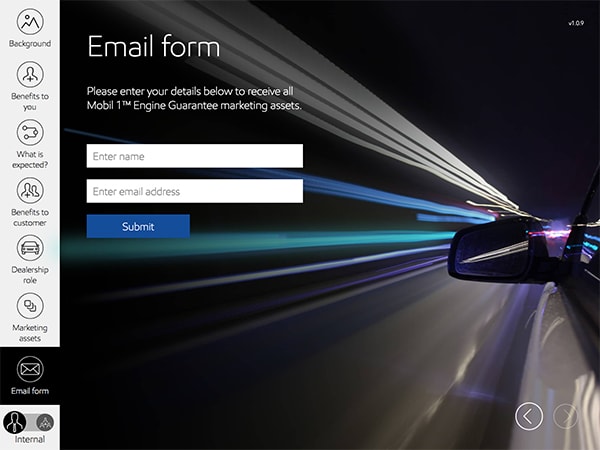 Background
Benefits to
you
What is
expected?
Benefits to
customer
Dealership
role
Marketing
assets
Email form
Internal
Email form
v1.0.9
Please enter your details below to receive all
Mobil 1™ Engine Guarantee marketing assets.
Enter name
Enter email address
Submit